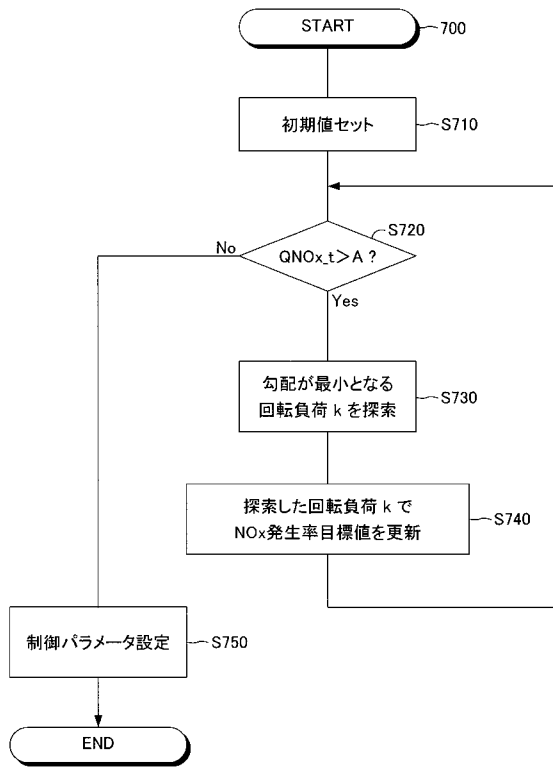 START
700
初期値セット
S710
S720
QNOx_t＞A？
No
Yes
勾配が最小となる
回転負荷 k を探索
S730
探索した回転負荷 k で
NOx発生率目標値を更新
S740
制御パラメータ設定
S750
END